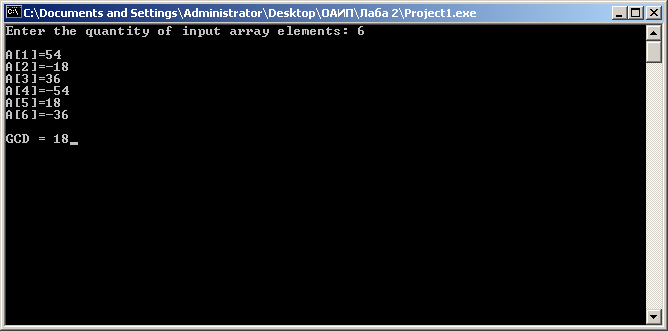 C:\Documents and Settings\Administrator\Desktop\ОАИП\Лаба 2\Project1.exe
Enter the quantity of input array elements: 6
A[1]=54
A[2]=-18
A[3]=36
A[4]=-54
A[5]=18
A[6]=-36
GCD = 18